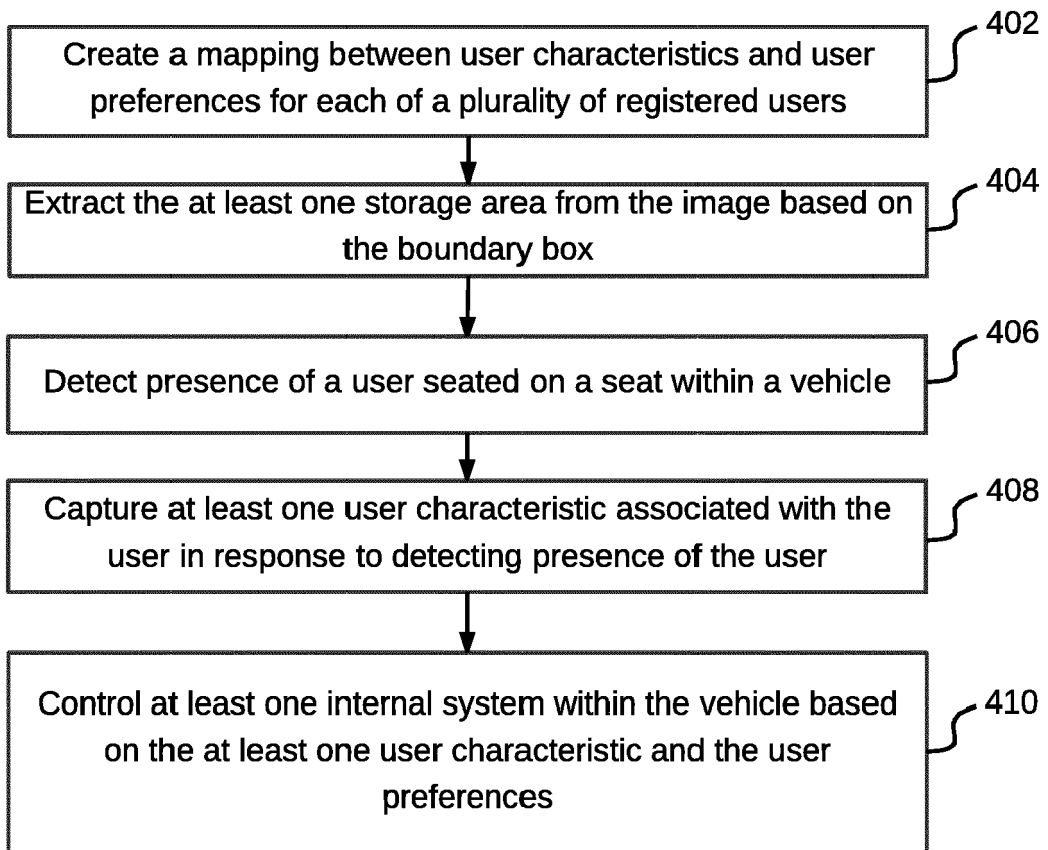 Create a mapping between user characteristics and user
preferences for each of a plurality of registered users
402
Extract the at least one storage area from the image based on
the boundary box
404
Detect presence of a user seated on a seat within a vehicle
406
Capture at least one user characteristic associated with the
user in response to detecting presence of the user
408
Control at least one internal system within the vehicle based
on the at least one user characteristic and the user
preferences
410